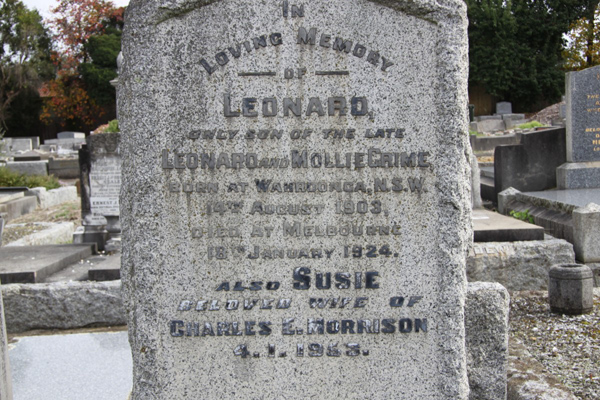 IN
LOVING MEMORY
OF
LEONARD,
ONLY SON OF THE LATE
LEONARD AND MOLLIE GRIME
BORN AT WAHROONGA, N.S.W.
14TH AUGUST 1903,
DIED AT MELBOURNE
18TH JANUARY 1924.
ALSO SUSIE
BELOVED WIFE OF
CHARLES E. MORRISON
4.1.1963.